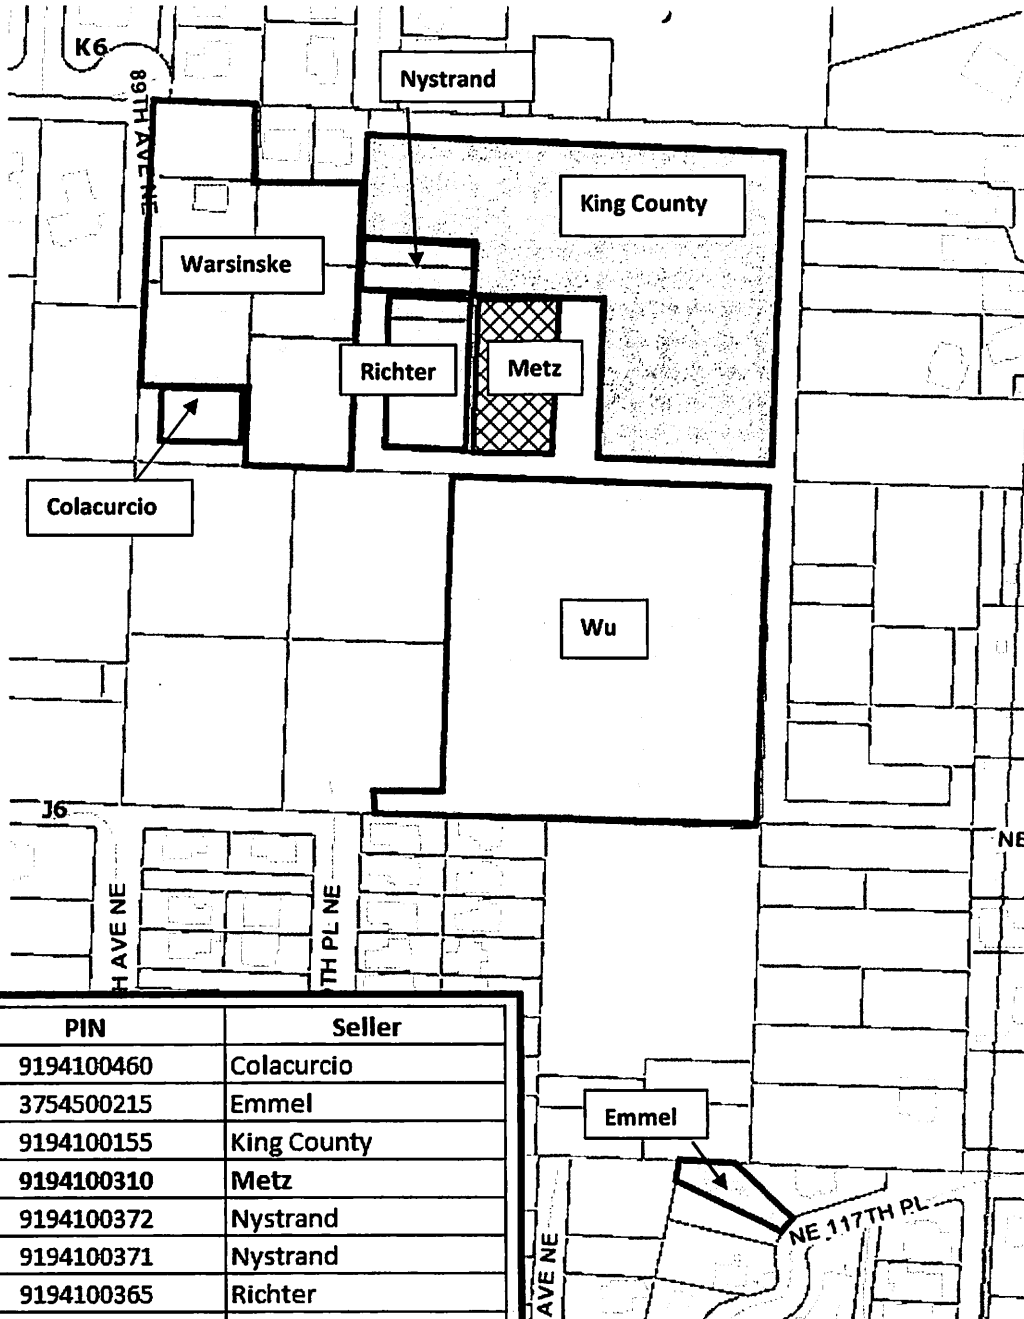 K6
89TH AVE NE
Nystrand
King County
Warsinske
Richter
Metz
Colacurcio
Wu
J6
NE
H AVE NE
TH PL NE
PIN Seller
9194100460 Colacurcio
3754500215 Emmel
9194100155 King County
9194100310 Metz
9194100372 Nystrand
9194100371 Nystrand
9194100365 Richter
Emmel
NE 117TH PL
AVE NE